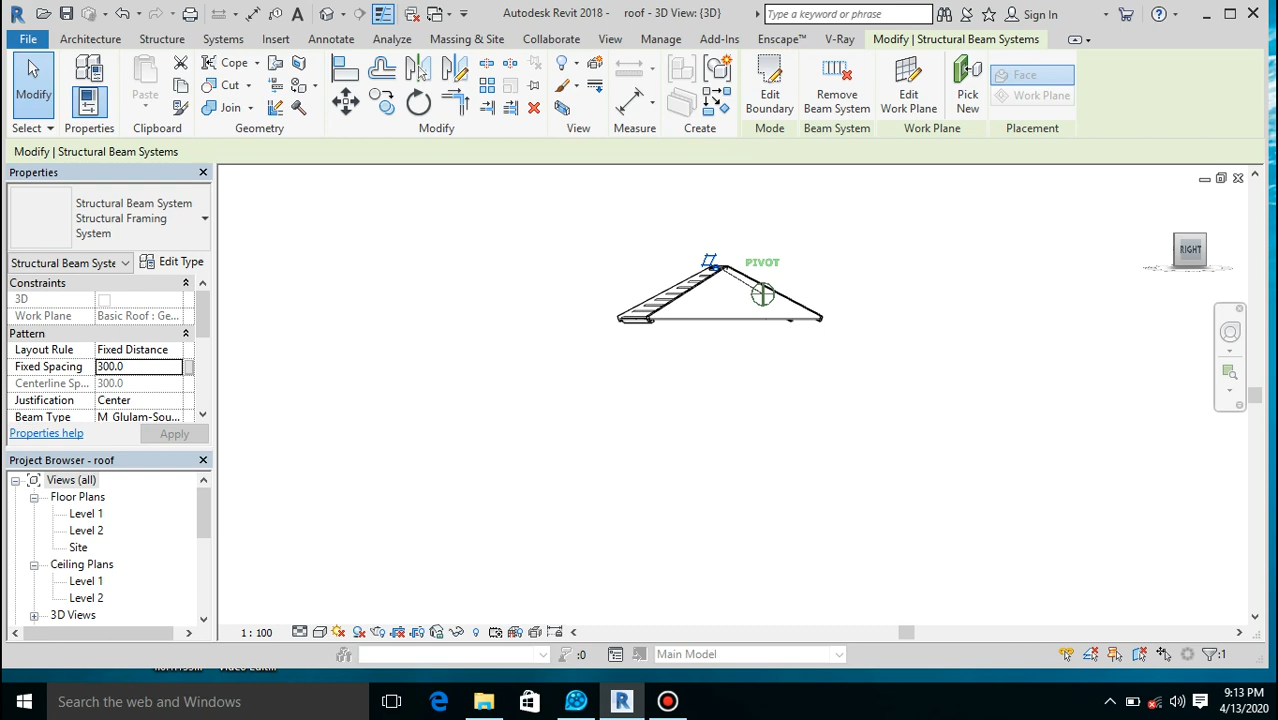 Autodesk Revit 2018 - roof - 3D View: {3D}
Type a keyword or phrase
Sign In
File Architecture Structure Systems Insert Annotate Analyze Massing & Site Collaborate View Manage Add-Ins Enscape™ V-Ray Modify | Structural Beam Systems
Modify
Select
Properties
Paste
Clipboard
Cope
Cut
Join
Geometry
Modify
View
Measure
Create
Edit
Boundary
Mode
Remove
Beam System
Beam System
Edit
Work Plane
Work Plane
Pick
New
Face
Work Plane
Placement
Modify | Structural Beam Systems
Properties
Structural Beam System
Structural Framing
System
Structural Beam Syste
Edit Type
Constraints
3D
Work Plane Basic Roof : Ge...
Pattern
Layout Rule Fixed Distance
Fixed Spacing 300.0
Centerline Sp... 300.0
Justification Center
Beam Type M_Glulam-Sou...
Properties help
Apply
Project Browser - roof
Views (all)
Floor Plans
Level 1
Level 2
Site
Ceiling Plans
Level 1
Level 2
3D Views
PIVOT
RIGHT
1 : 100
:0
Main Model
:1
Search the web and Windows
9:13 PM
4/13/2020